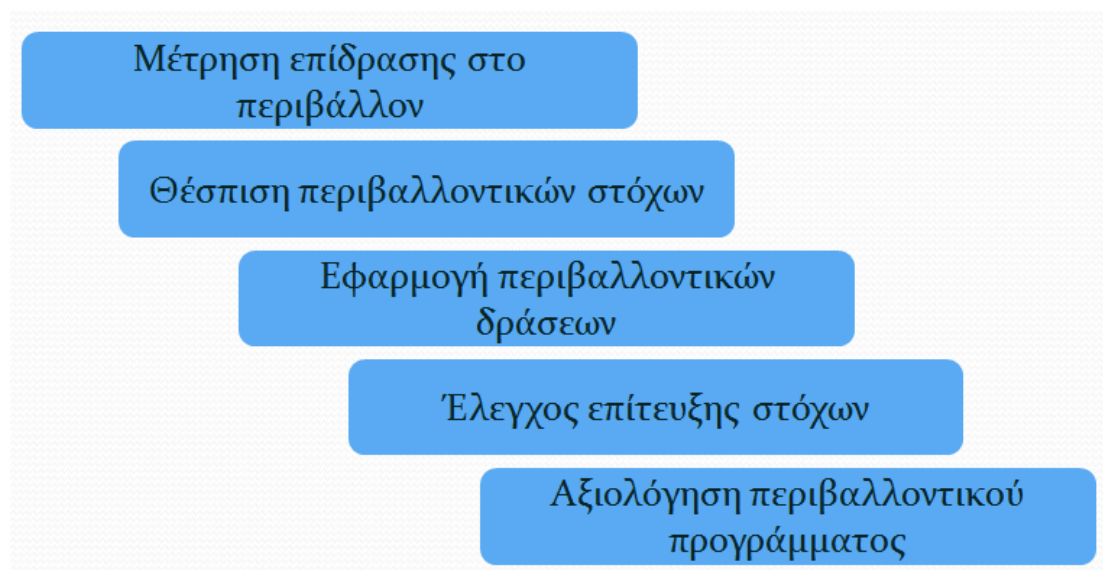 Μέτρηση επίδρασης στο
περιβάλλον
Θέσπιση περιβαλλοντικών στόχων
Εφαρμογή περιβαλλοντικών
δράσεων
Έλεγχος επίτευξης στόχων
Αξιολόγηση περιβαλλοντικού
προγράμματος